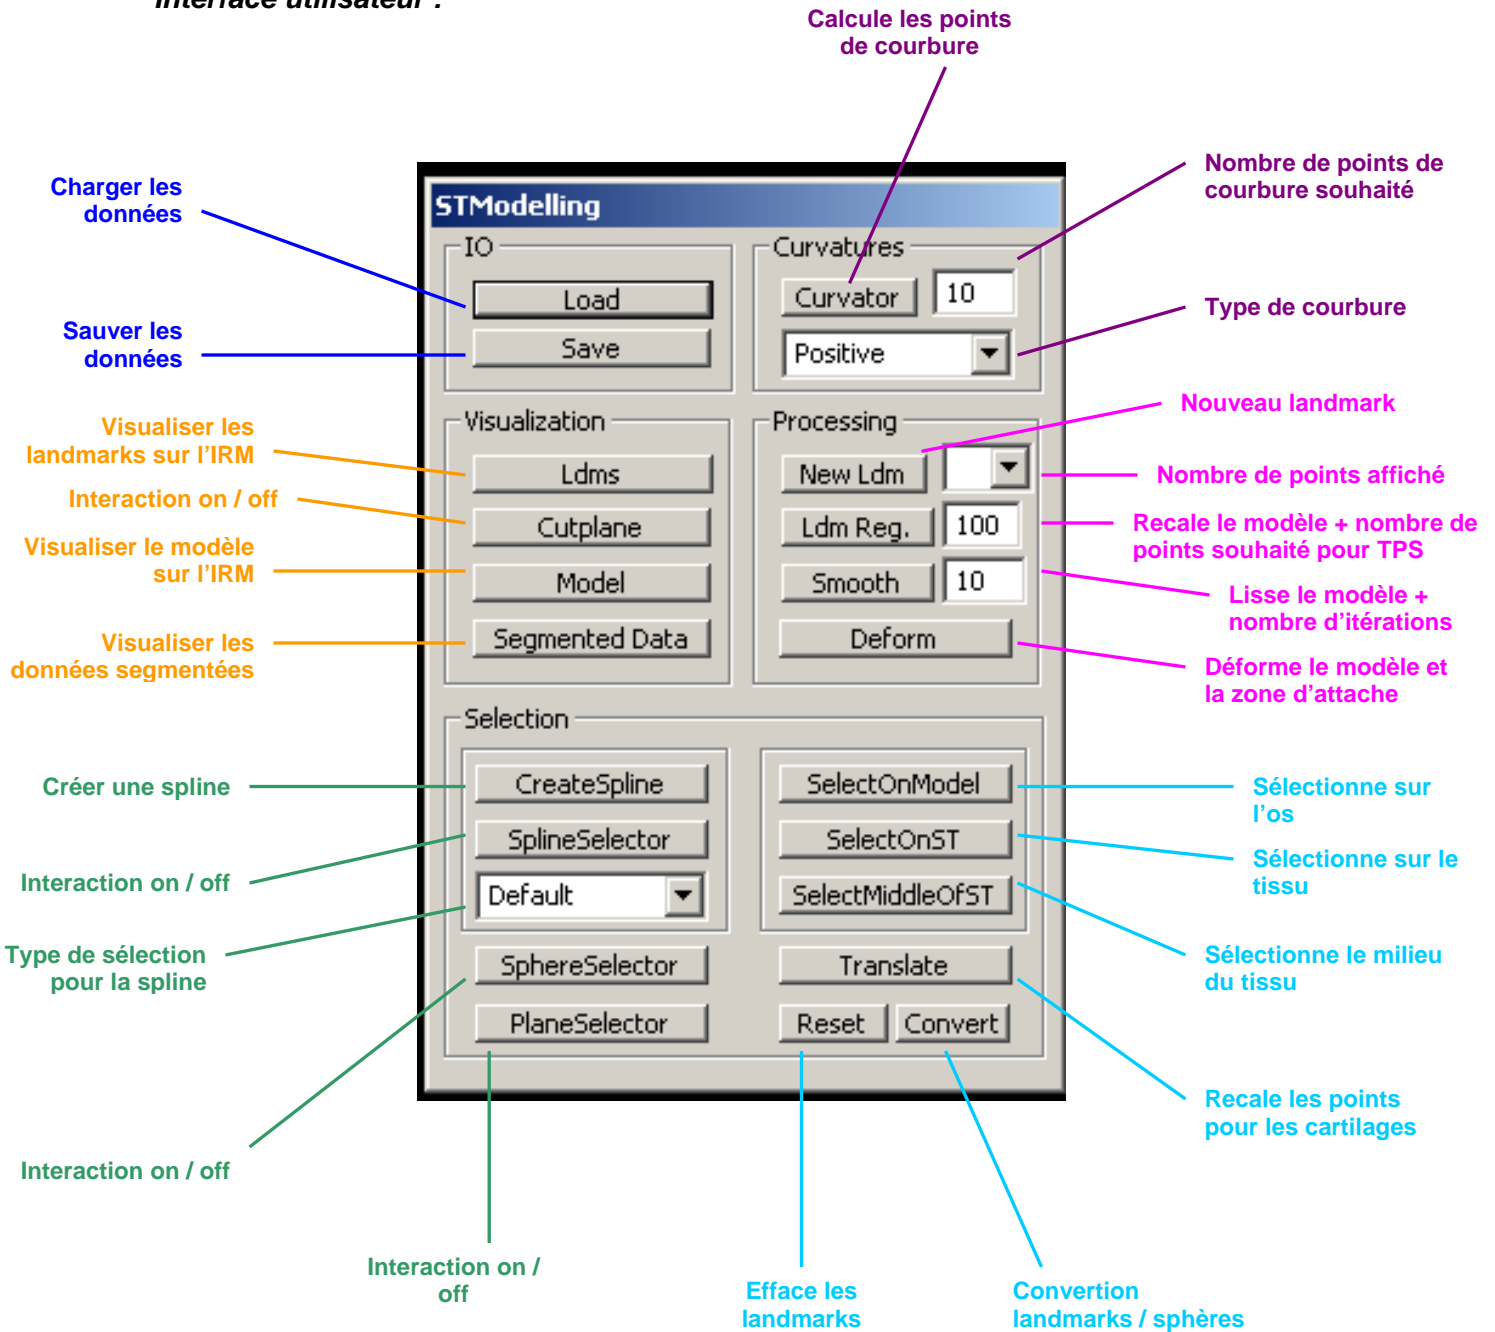 Interface utilisateur :
Calcule les points
de courbure
Nombre de points de
courbure souhaité
Type de courbure
Charger les
données
Sauver les
données
Visualiser les
landmarks sur l'IRM
Interaction on / off
Visualiser le modèle
sur l'IRM
Visualiser les
données segmentées
STModelling
IO
Load
Save
Curvatures
Curvator
10
Positive
Visualization
Ldms
Cutplane
Model
Segmented Data
Processing
New Ldm
Ldm Reg.
100
Smooth
10
Deform
Nouveau landmark
Nombre de points affiché
Recale le modèle + nombre de
points souhaité pour TPS
Lisse le modèle +
nombre d'itérations
Déforme le modèle et
la zone d'attache
Selection
CreateSpline
SplineSelector
Default
SphereSelector
PlaneSelector
SelectOnModel
SelectOnST
SelectMiddleOfST
Translate
Reset
Convert
Créer une spline
Interaction on / off
Type de sélection
pour la spline
Interaction on / off
Interaction on /
off
Sélectionne sur
l'os
Sélectionne sur le
tissu
Sélectionne le milieu
du tissu
Recale les points
pour les cartilages
Efface les
landmarks
Convertion
landmarks / sphères